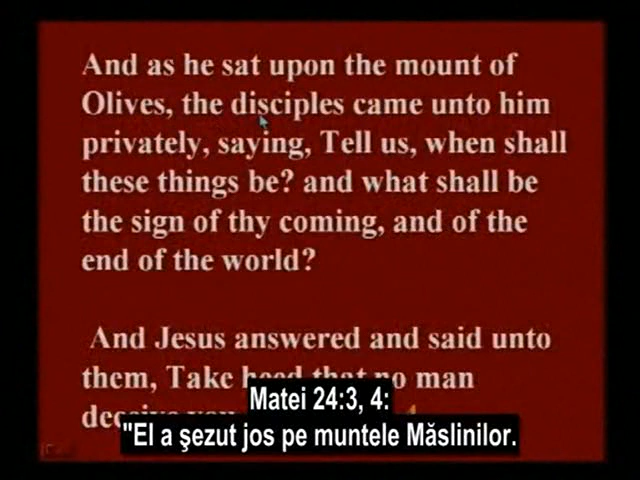 And as he sat upon the mount of
Olives, the disciples came unto him
privately, saying, Tell us, when shall
these things be? and what shall be
the sign of thy coming, and of the
end of the world?
And Jesus answered and said unto
them, Take heed that no man
Matei 24:3, 4:
"El a şezut jos pe muntele Măslinilor.